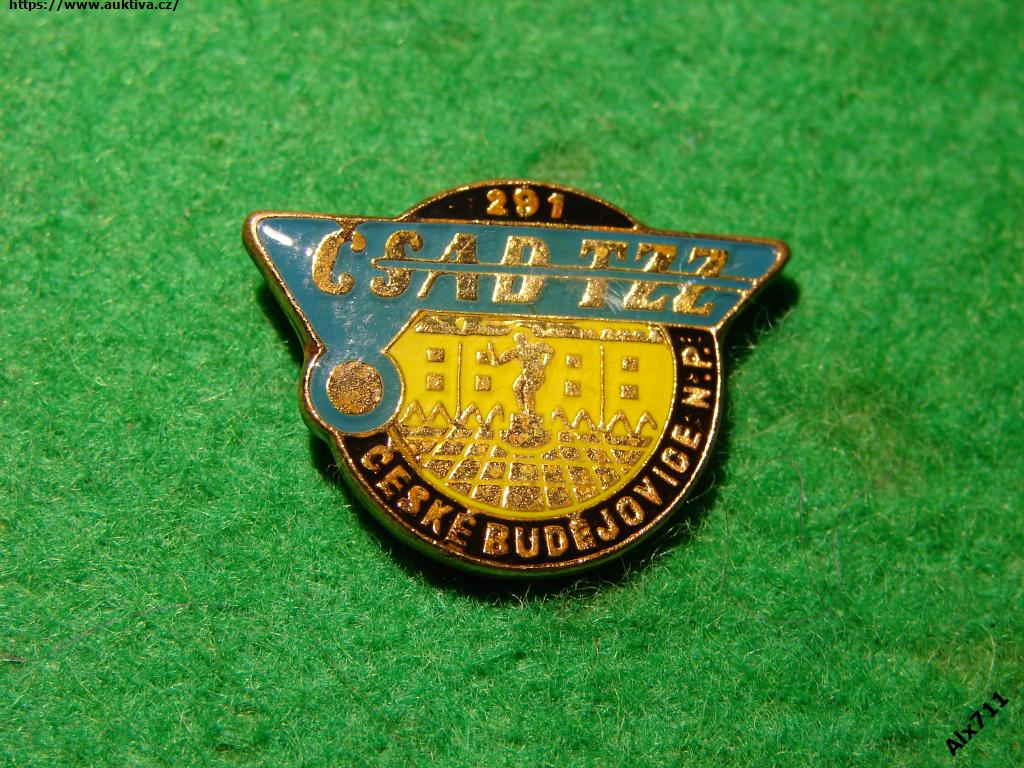 https://www.auktiva.cz/
291
ČSAD TZZ
ČESKÉ BUDĚJOVICE N.P.
Alx711